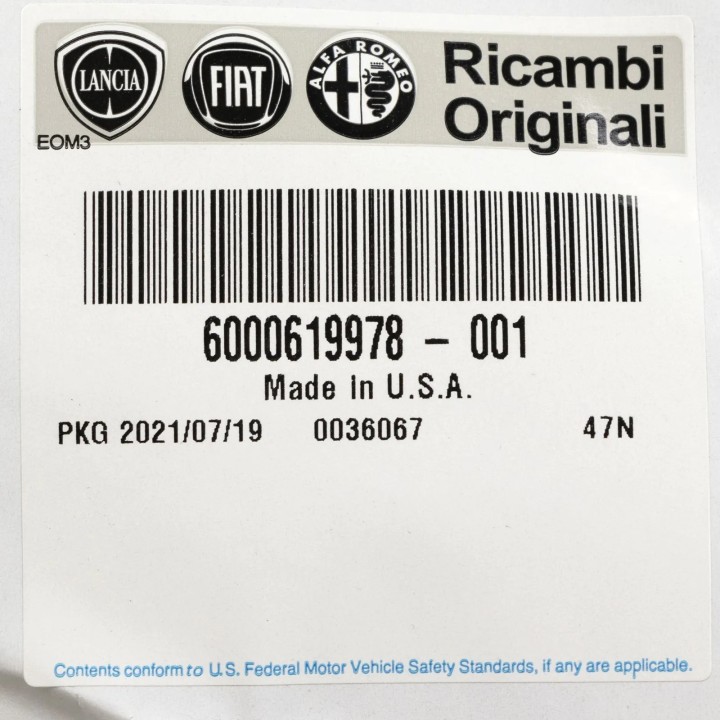 LANCIA FIAT ALFA ROMEO Ricambi
Originali
EOM3
6000619978 - 001
Made in U.S.A.
PKG 2021/07/19 0036067 47N
Contents conform to U.S. Federal Motor Vehicle Safety Standards, if any are applicable.